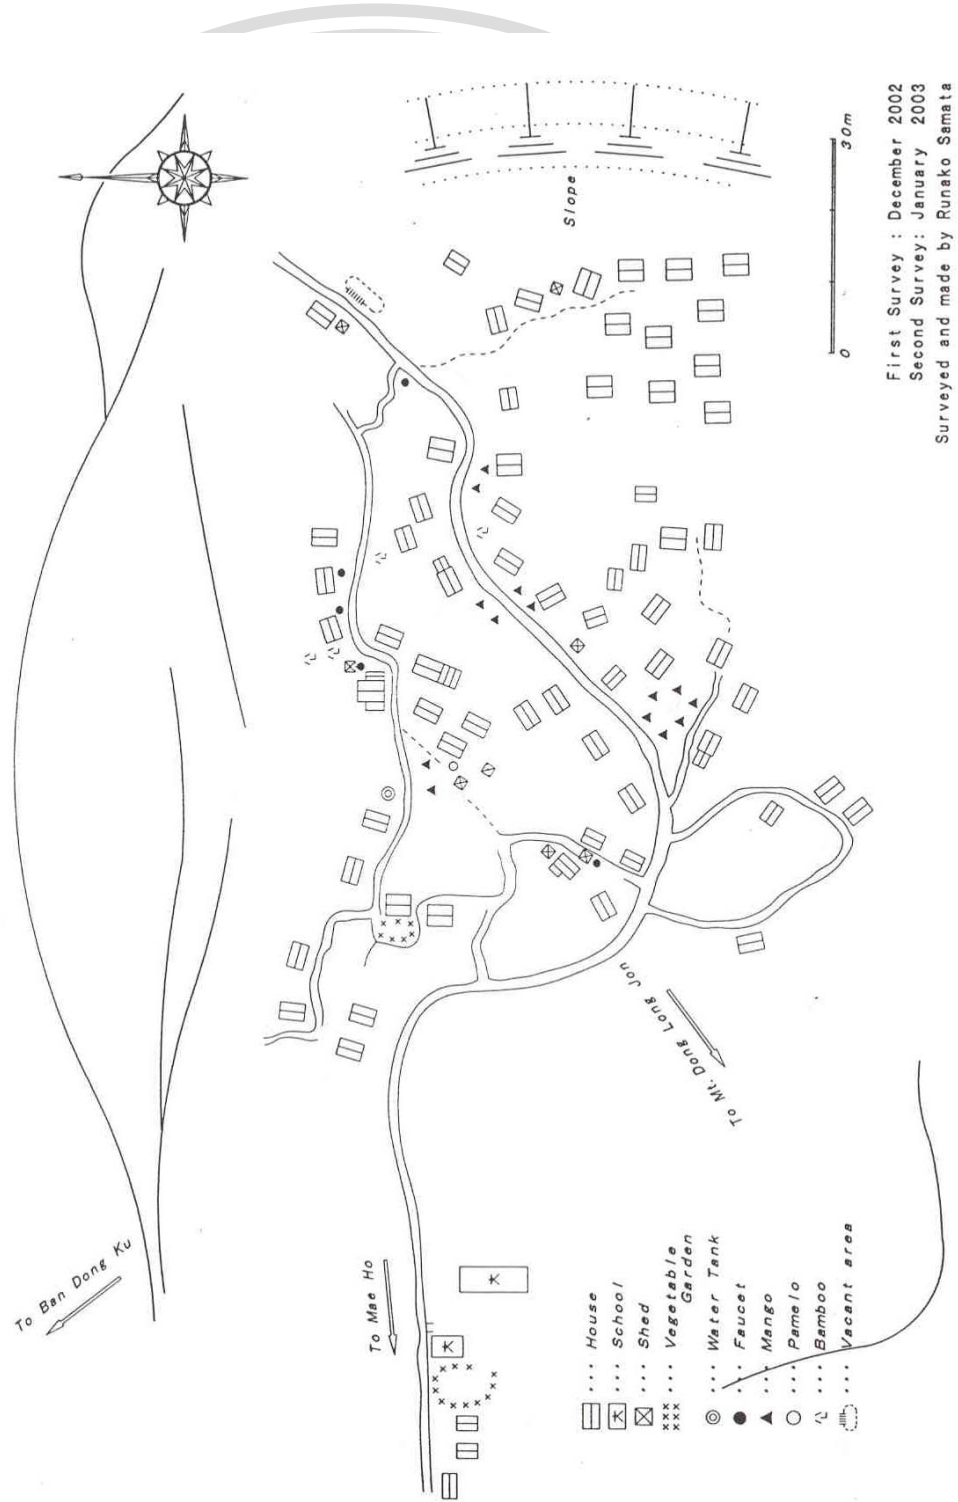 First Survey : December 2002
Second Survey: January 2003
Surveyed and made by Runako Samata
30m
0
Slope
To Mt. Dong Long Jon
To Ban Dong Ku
To Mae Ho
... House
... School
... Shed
... Vegetable
Garden
... Water Tank
... Faucet
... Mango
... Pamelo
... Bamboo
... Vacant area